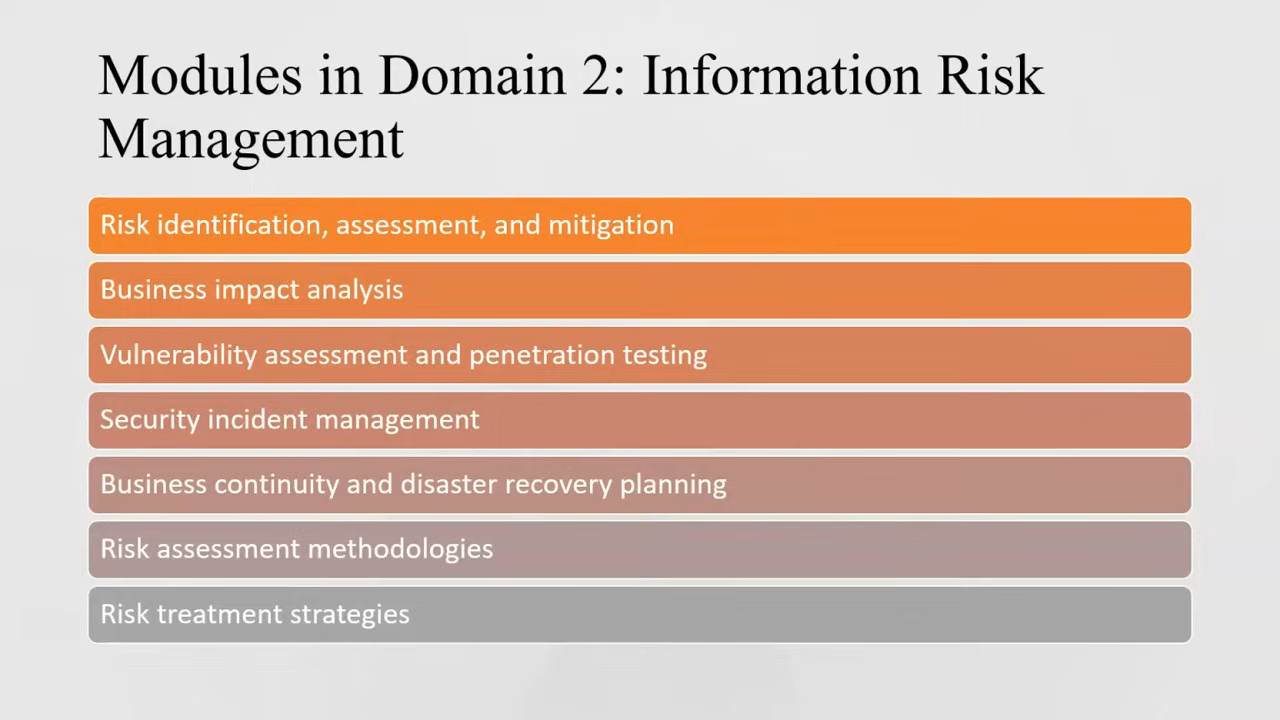 Modules in Domain 2: Information Risk
Management
Risk identification, assessment, and mitigation
Business impact analysis
Vulnerability assessment and penetration testing
Security incident management
Business continuity and disaster recovery planning
Risk assessment methodologies
Risk treatment strategies